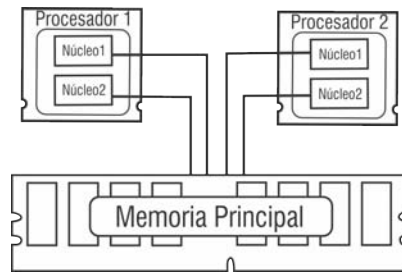 Procesador 1
Núcleo1
Núcleo2
Procesador 2
Núcleo1
Núcleo2
Memoria Principal